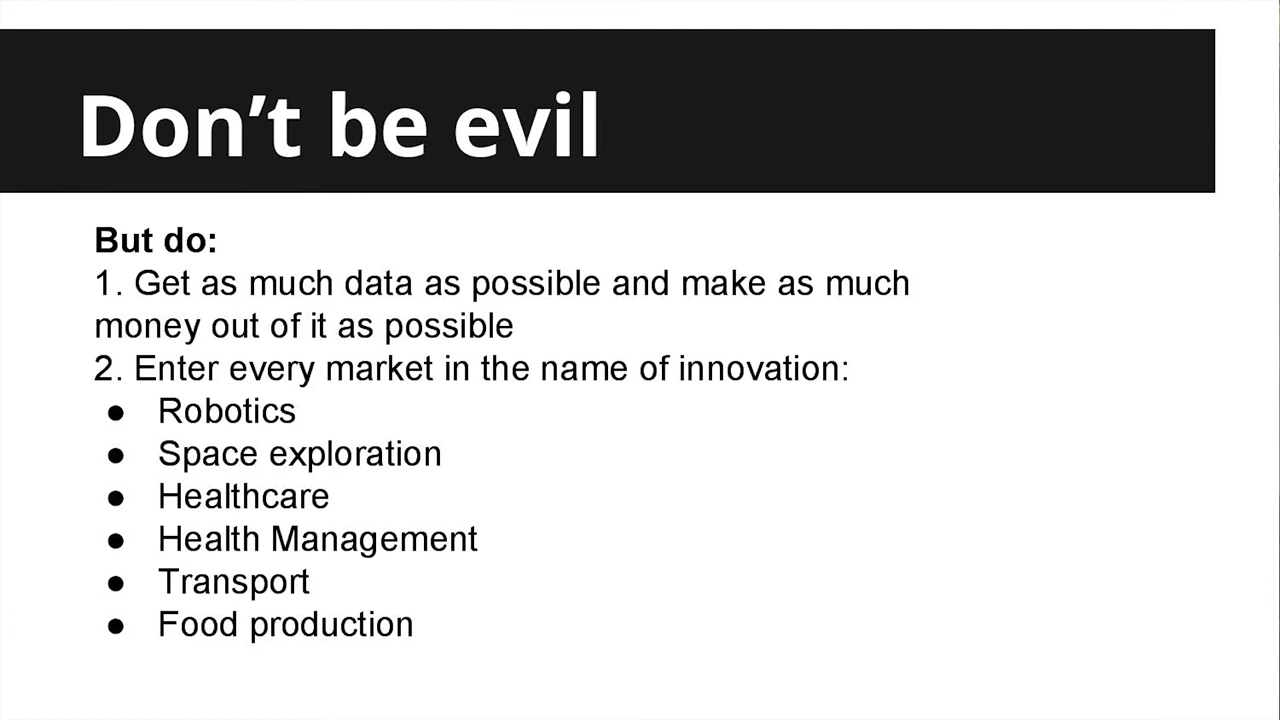 Don’t be evil
But do:
1. Get as much data as possible and make as much
money out of it as possible
2. Enter every market in the name of innovation:
● Robotics
● Space exploration
● Healthcare
● Health Management
● Transport
● Food production